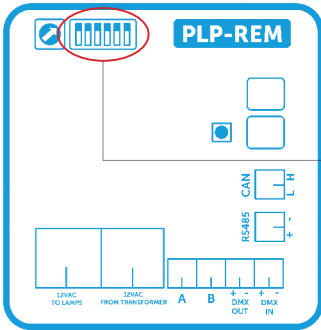 PLP-REM
CAN
H
L
RS485
-
+
12VAC
TO LAMPS
12VAC
FROM TRANSFORMER
A
B
+ -
DMX
OUT
+ -
DMX
IN